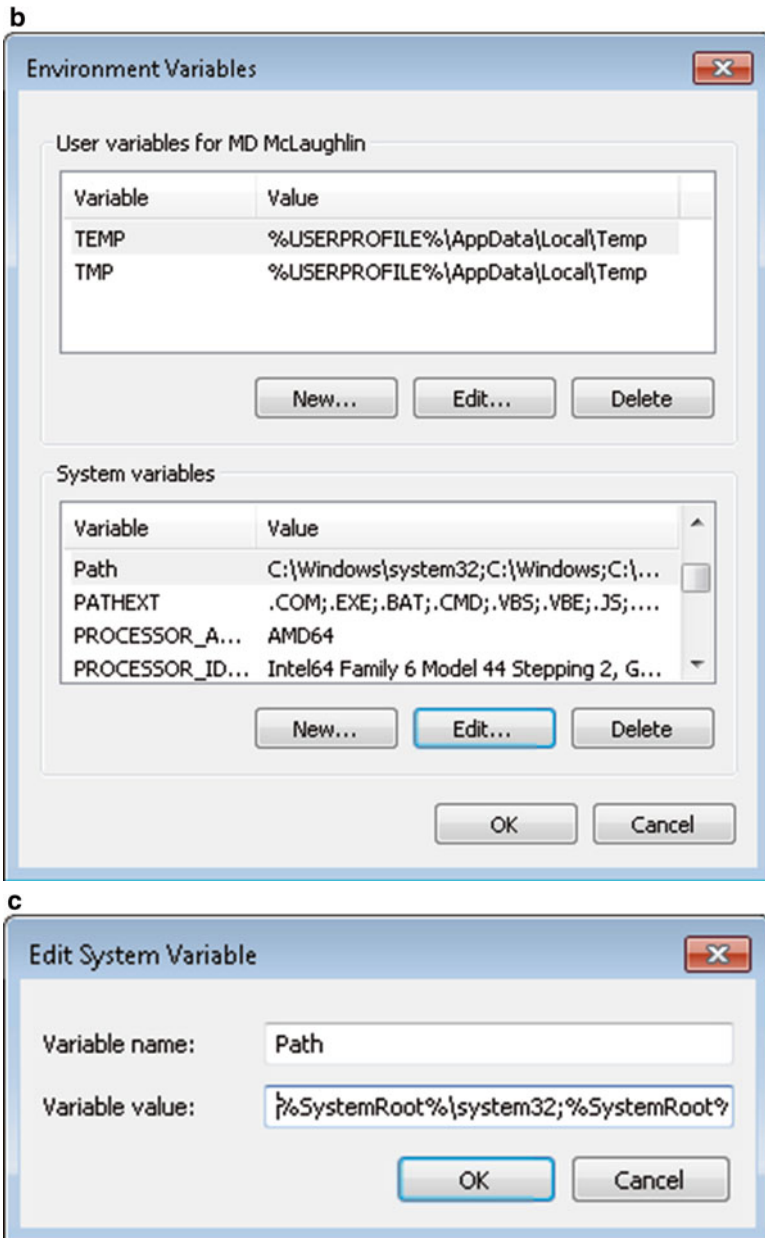 b
Environment Variables
User variables for MD McLaughlin
Variable Value
TEMP %USERPROFILE%\AppData\Local\Temp
TMP %USERPROFILE%\AppData\Local\Temp
New... Edit... Delete
System variables
Variable Value
Path C:\Windows\system32;C:\Windows;C:\...
PATHEXT .COM;.EXE;.BAT;.CMD;.VBS;.VBE;.JS;....
PROCESSOR_A... AMD64
PROCESSOR_ID... Intel64 Family 6 Model 44 Stepping 2, G...
New... Edit... Delete
OK Cancel
c
Edit System Variable
Variable name: Path
Variable value: %SystemRoot%\system32;%SystemRoot%
OK Cancel